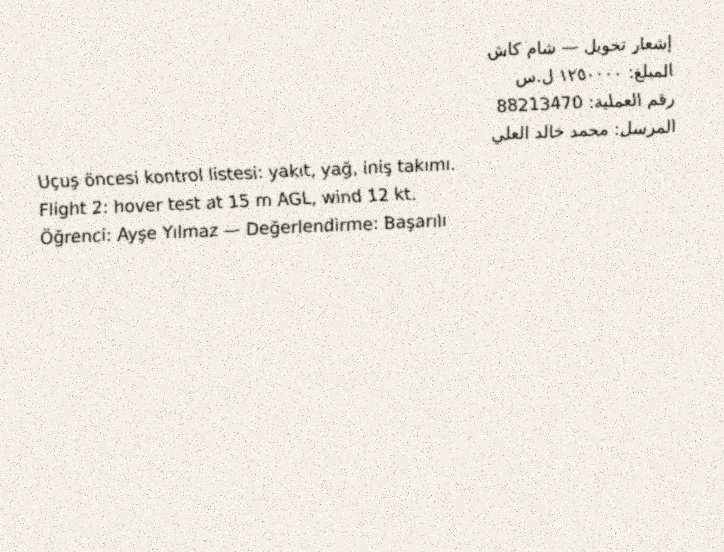 إشعار تحويل — شام كاش
المبلغ: ١٢٥٠٠٠٠ ل.س
رقم العملية: 88213470
المرسل: محمد خالد العلي
Uçuş öncesi kontrol listesi: yakıt, yağ, iniş takımı.
Flight 2: hover test at 15 m AGL, wind 12 kt.
Öğrenci: Ayşe Yılmaz — Değerlendirme: Başarılı